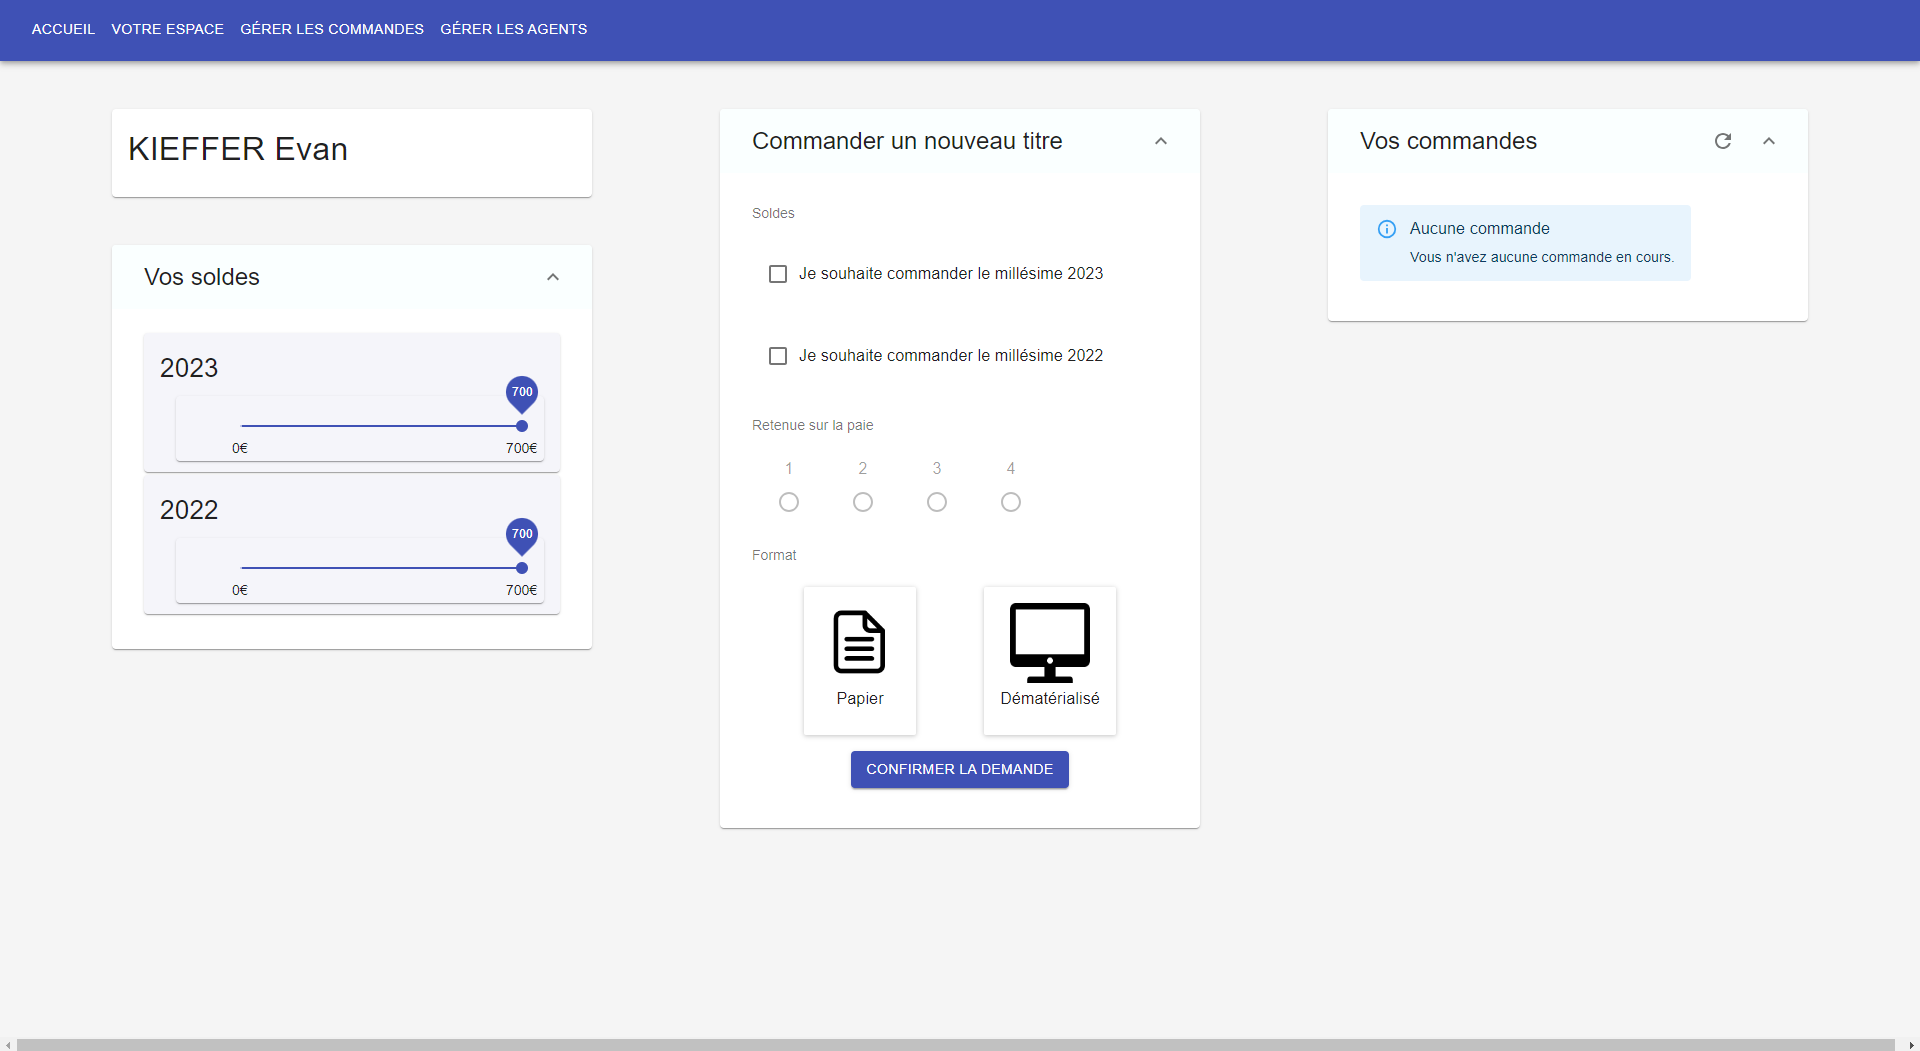 ACCUEIL VOTRE ESPACE GÉRER LES COMMANDES GÉRER LES AGENTS
KIEFFER Evan
Vos soldes
2023
700
0€ 700€
2022
700
0€ 700€
Commander un nouveau titre
Soldes
Je souhaite commander le millésime 2023
Je souhaite commander le millésime 2022
Retenue sur la paie
1 2 3 4
Format
Papier Dématérialisé
CONFIRMER LA DEMANDE
Vos commandes
Aucune commande
Vous n'avez aucune commande en cours.